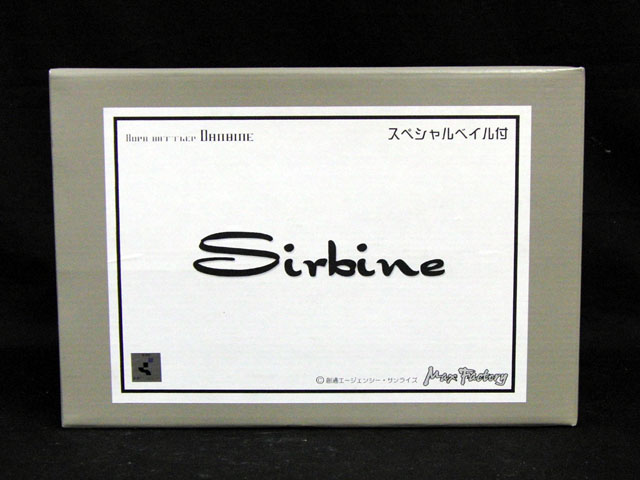 AURA BATTLER DUNBINE
スペシャルベイル付
Sirbine
©創通エージェンシー・サンライズ
Max Factory